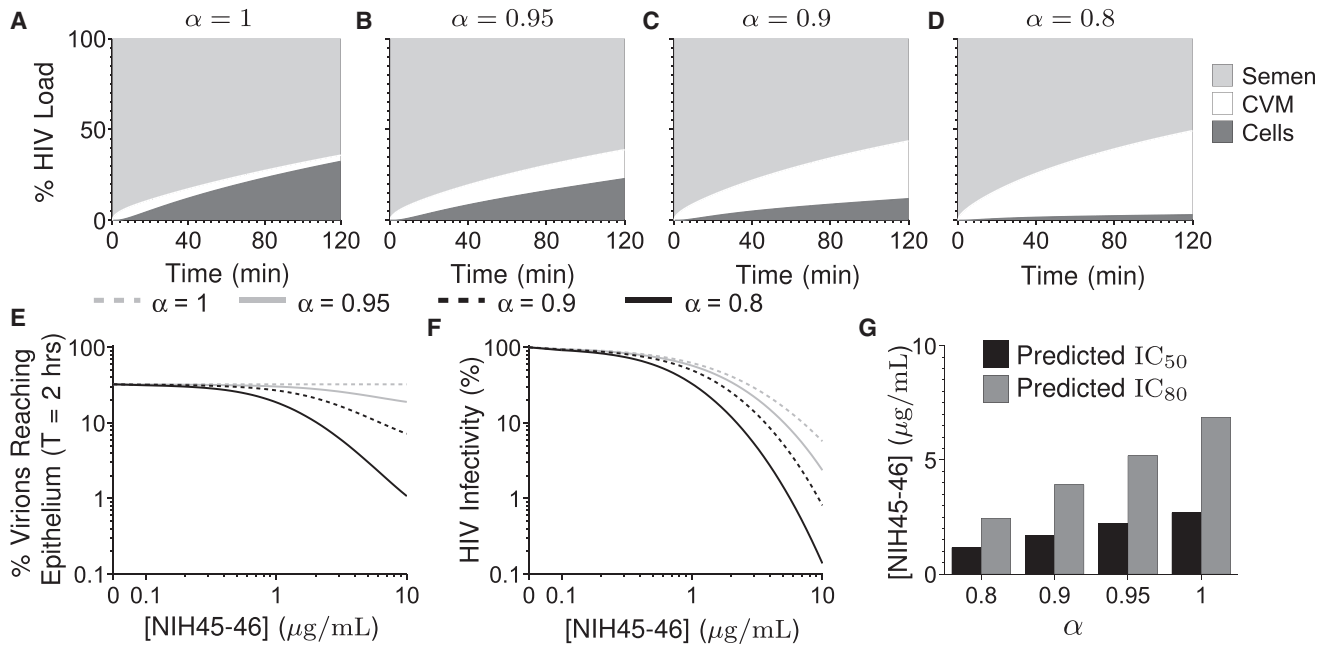 A α = 1 B α = 0.95 C α = 0.9 D α = 0.8
100
50
0
% HIV Load
0 40 80 120 0 40 80 120 0 40 80 120 0 40 80 120
Time (min) Time (min) Time (min) Time (min)
Semen
CVM
Cells
α = 1 α = 0.95 α = 0.9 α = 0.8
E
% Virions Reaching
Epithelium (T = 2 hrs)
100
10
1
0.1
0 0.1 1 10
[NIH45-46] (μg/mL)
F
HIV Infectivity (%)
100
10
1
0.1
0 0.1 1 10
[NIH45-46] (μg/mL)
G
[NIH45-46] (μg/mL)
10
5
0
Predicted IC50
Predicted IC80
0.8 0.9 0.95 1
α